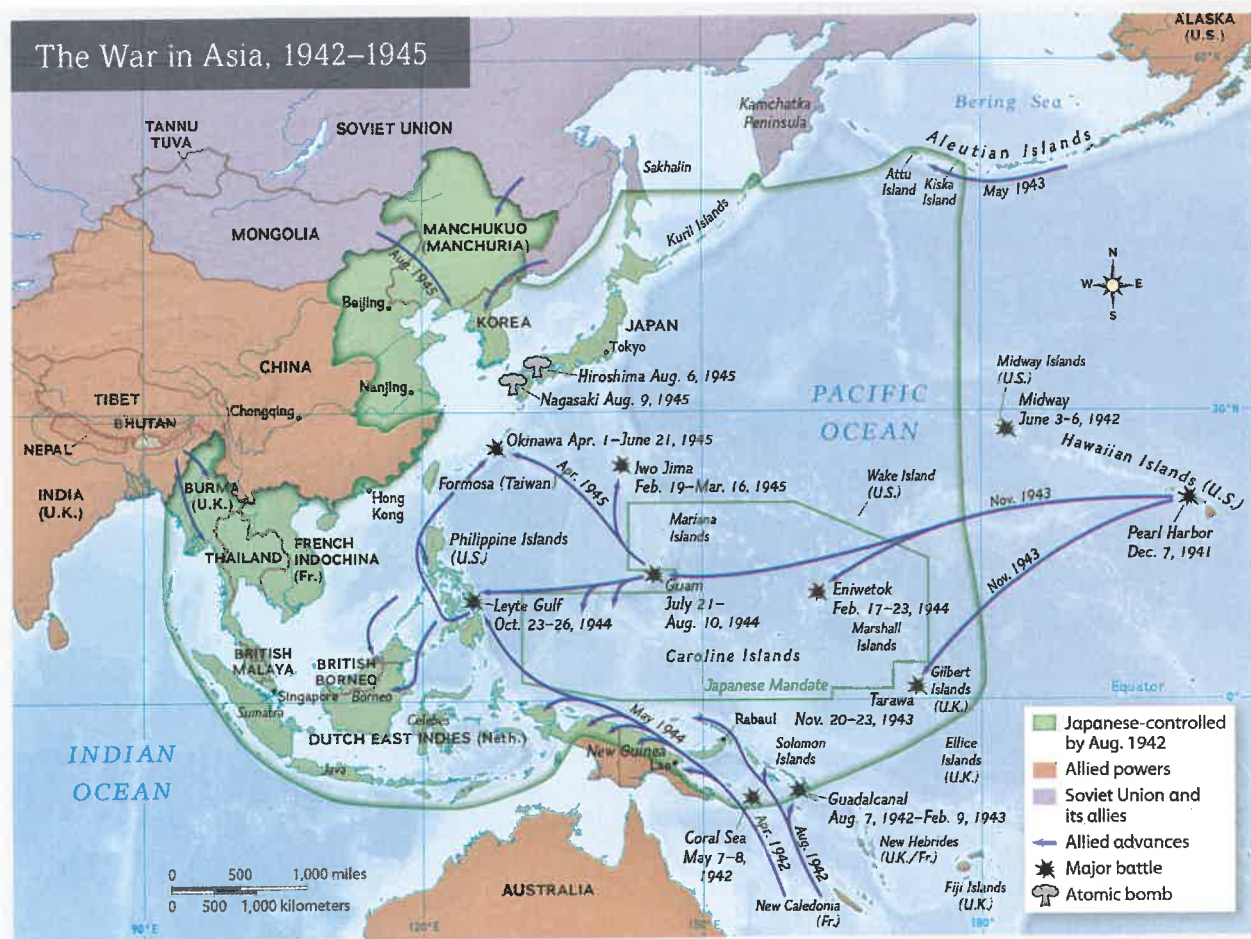 The War in Asia, 1942–1945
ALASKA
(U.S.)
60°N
Bering Sea
Kamchatka
Peninsula
TANNU
TUVA
SOVIET UNION
Aleutian Islands
Sakhalin
Attu
Island
Kiska
Island
May 1943
Kuril Islands
MONGOLIA
MANCHUKUO
(MANCHURIA)
Aug. 1945
N
W
E
S
Beijing
KOREA
JAPAN
Tokyo
CHINA
Hiroshima Aug. 6, 1945
Nagasaki Aug. 9, 1945
Nanjing
Midway Islands
(U.S.)
Midway
June 3–6, 1942
PACIFIC
OCEAN
30°N
TIBET
BHUTAN
Chongqing
NEPAL
Okinawa Apr. 1–June 21, 1945
Hawaiian Islands (U.S.)
Iwo Jima
Feb. 19–Mar. 16, 1945
Apr. 1945
Formosa (Taiwan)
Wake Island
(U.S.)
INDIA
(U.K.)
BURMA
(U.K.)
Hong
Kong
Nov. 1943
Mariana
Islands
Pearl Harbor
Dec. 7, 1941
Philippine Islands
(U.S.)
THAILAND
FRENCH
INDOCHINA
(Fr.)
Nov. 1943
Guam
July 21–
Aug. 10, 1944
Eniwetok
Feb. 17–23, 1944
Marshall
Islands
Leyte Gulf
Oct. 23–26, 1944
Caroline Islands
BRITISH
MALAYA
BRITISH
BORNEO
Singapore
Borneo
Sumatra
Japanese Mandate
Gilbert
Islands
(U.K.)
Tarawa
Nov. 20–23, 1943
Equator
0°
Celebes
DUTCH EAST INDIES (Neth.)
May 1944
Rabaul
Solomon
Islands
Ellice
Islands
(U.K.)
New Guinea
Lae
Java
INDIAN
OCEAN
Guadalcanal
Aug. 7, 1942–Feb. 9, 1943
Coral Sea
May 7–8,
1942
Apr. 1942
Aug. 1942
New Hebrides
(U.K./Fr.)
Fiji Islands
(U.K.)
New Caledonia
(Fr.)
AUSTRALIA
0 500 1,000 miles
0 500 1,000 kilometers
90°E
120°E
150°E
180°
Japanese-controlled
by Aug. 1942
Allied powers
Soviet Union and
its allies
Allied advances
Major battle
Atomic bomb